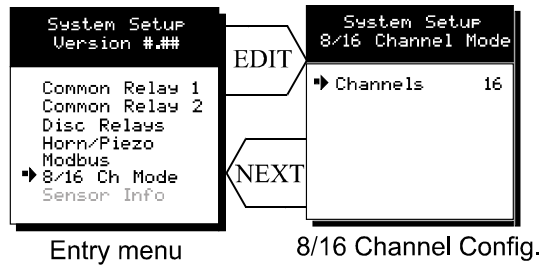 System Setup
Version #.##
Common Relay 1
Common Relay 2
Disc Relays
Horn/Piezo
Modbus
8/16 Ch Mode
Sensor Info
Entry menu
EDIT
NEXT
System Setup
8/16 Channel Mode
Channels 16
8/16 Channel Config.